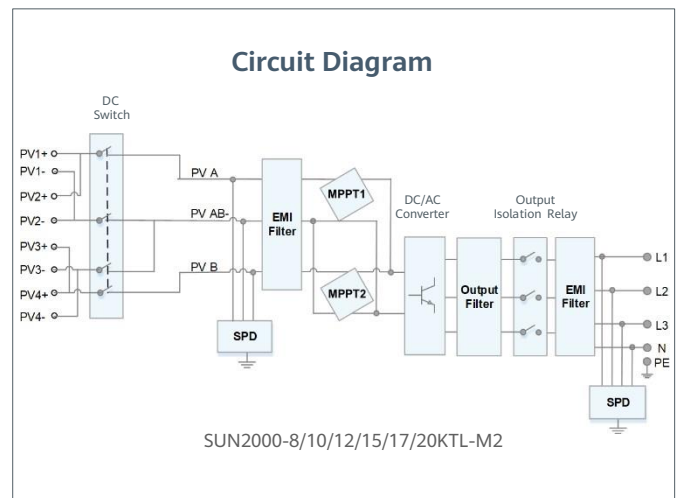 Circuit Diagram
DC
Switch
PV1+
PV1-
PV2+
PV2-
PV3+
PV3-
PV4+
PV4-
PV A
PV AB-
PV B
EMI
Filter
SPD
MPPT1
MPPT2
DC/AC
Converter
Output
Filter
Output
Isolation Relay
EMI
Filter
L1
L2
L3
N
PE
SPD
SUN2000-8/10/12/15/17/20KTL-M2